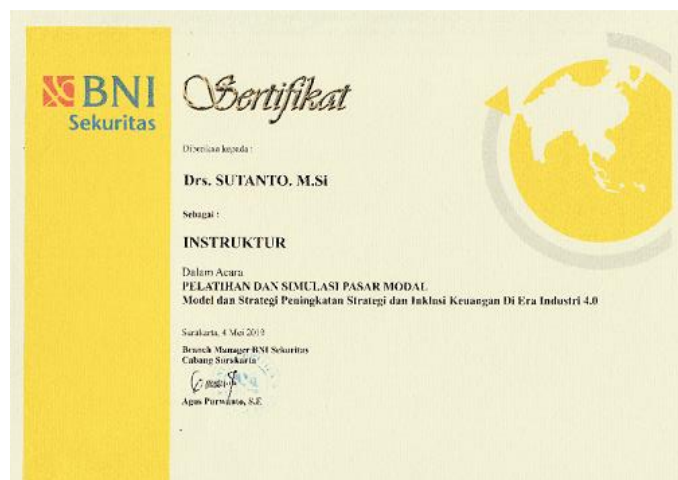 BNI
Sekuritas
Sertifikat
Diberikan kepada :
Drs. SUTANTO. M.Si
Sebagai :
INSTRUKTUR
Dalam Acara
PELATIHAN DAN SIMULASI PASAR MODAL
Model dan Strategi Peningkatan Strategi dan Inklusi Keuangan Di Era Industri 4.0
Surakarta, 4 Mei 2019
Branch Manager BNI Sekuritas
Cabang Surakarta
Agus Purwanto, S.E